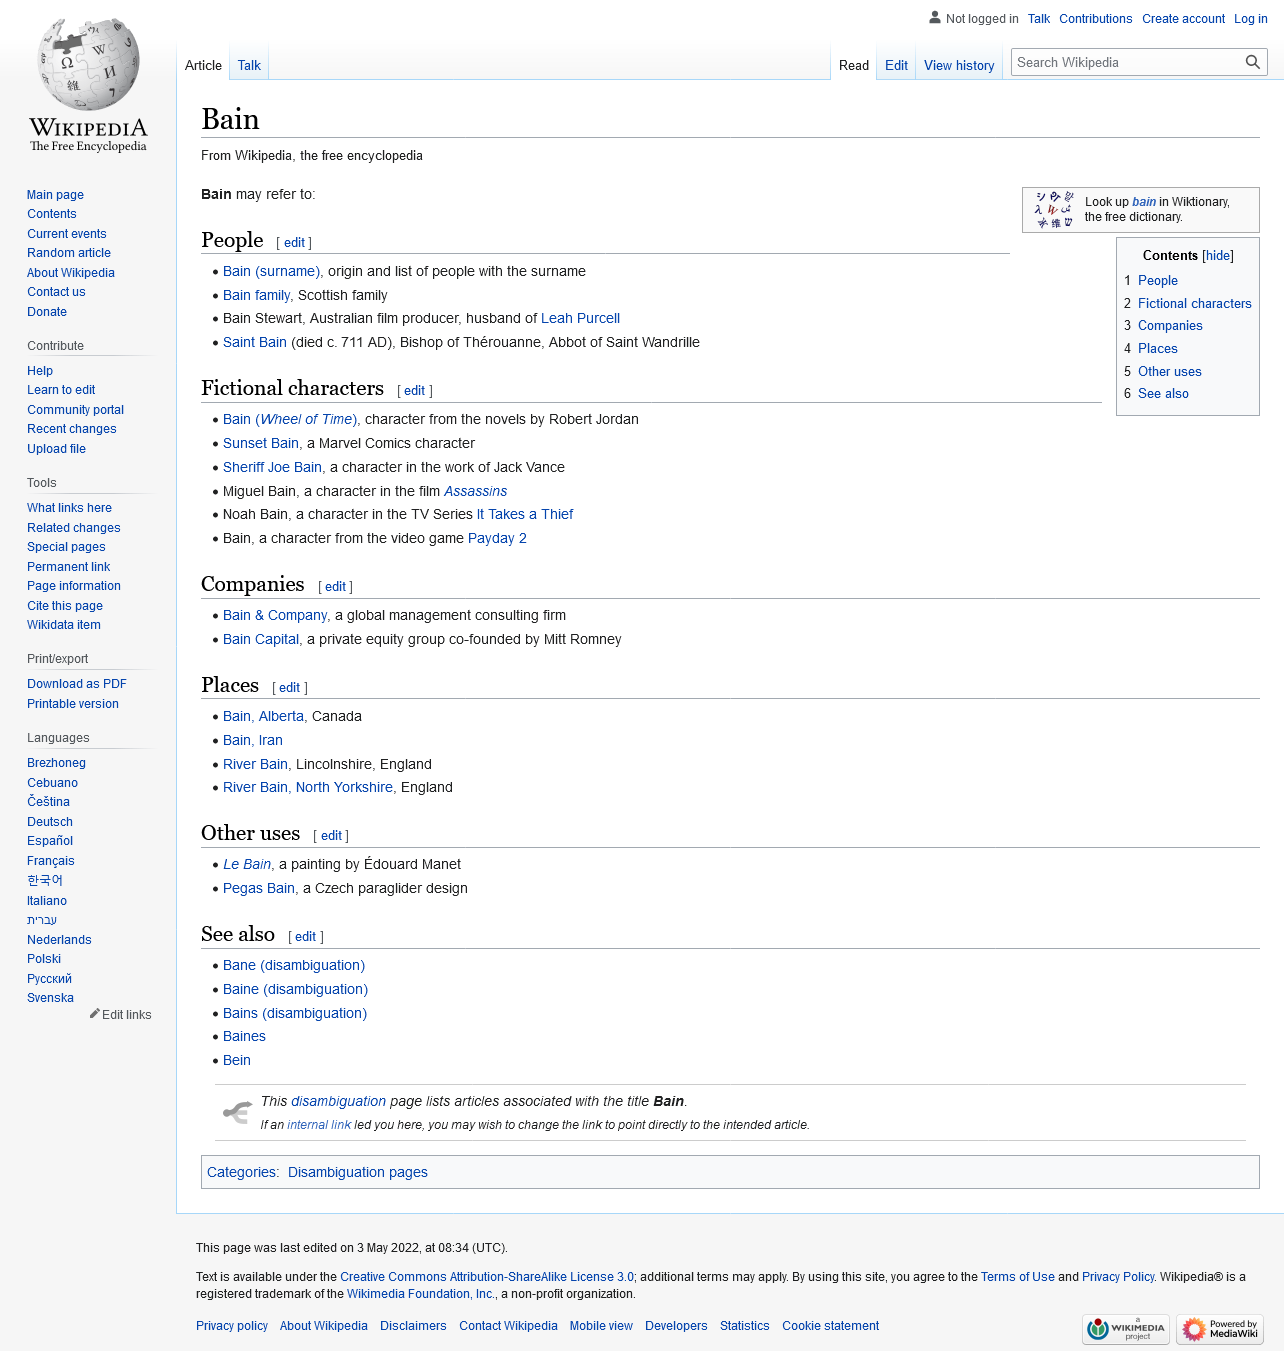 Not logged in Talk Contributions Create account Log in
Article Talk Read Edit View history Search Wikipedia
WIKIPEDIA
The Free Encyclopedia
Main page
Contents
Current events
Random article
About Wikipedia
Contact us
Donate
Contribute
Help
Learn to edit
Community portal
Recent changes
Upload file
Tools
What links here
Related changes
Special pages
Permanent link
Page information
Cite this page
Wikidata item
Print/export
Download as PDF
Printable version
Languages
Brezhoneg
Cebuano
Čeština
Deutsch
Español
Français
한국어
Italiano
עברית
Nederlands
Polski
Русский
Svenska
Edit links
Bain
From Wikipedia, the free encyclopedia
Bain may refer to:
Look up bain in Wiktionary,
the free dictionary.
Contents [hide]
1 People
2 Fictional characters
3 Companies
4 Places
5 Other uses
6 See also
People [ edit ]
• Bain (surname), origin and list of people with the surname
• Bain family, Scottish family
• Bain Stewart, Australian film producer, husband of Leah Purcell
• Saint Bain (died c. 711 AD), Bishop of Thérouanne, Abbot of Saint Wandrille
Fictional characters [ edit ]
• Bain (Wheel of Time), character from the novels by Robert Jordan
• Sunset Bain, a Marvel Comics character
• Sheriff Joe Bain, a character in the work of Jack Vance
• Miguel Bain, a character in the film Assassins
• Noah Bain, a character in the TV Series It Takes a Thief
• Bain, a character from the video game Payday 2
Companies [ edit ]
• Bain & Company, a global management consulting firm
• Bain Capital, a private equity group co-founded by Mitt Romney
Places [ edit ]
• Bain, Alberta, Canada
• Bain, Iran
• River Bain, Lincolnshire, England
• River Bain, North Yorkshire, England
Other uses [ edit ]
• Le Bain, a painting by Édouard Manet
• Pegas Bain, a Czech paraglider design
See also [ edit ]
• Bane (disambiguation)
• Baine (disambiguation)
• Bains (disambiguation)
• Baines
• Bein
This disambiguation page lists articles associated with the title Bain.
If an internal link led you here, you may wish to change the link to point directly to the intended article.
Categories: Disambiguation pages
This page was last edited on 3 May 2022, at 08:34 (UTC).
Text is available under the Creative Commons Attribution-ShareAlike License 3.0; additional terms may apply. By using this site, you agree to the Terms of Use and Privacy Policy. Wikipedia® is a
registered trademark of the Wikimedia Foundation, Inc., a non-profit organization.
Privacy policy About Wikipedia Disclaimers Contact Wikipedia Mobile view Developers Statistics Cookie statement
A WIKIMEDIA project
Powered by MediaWiki